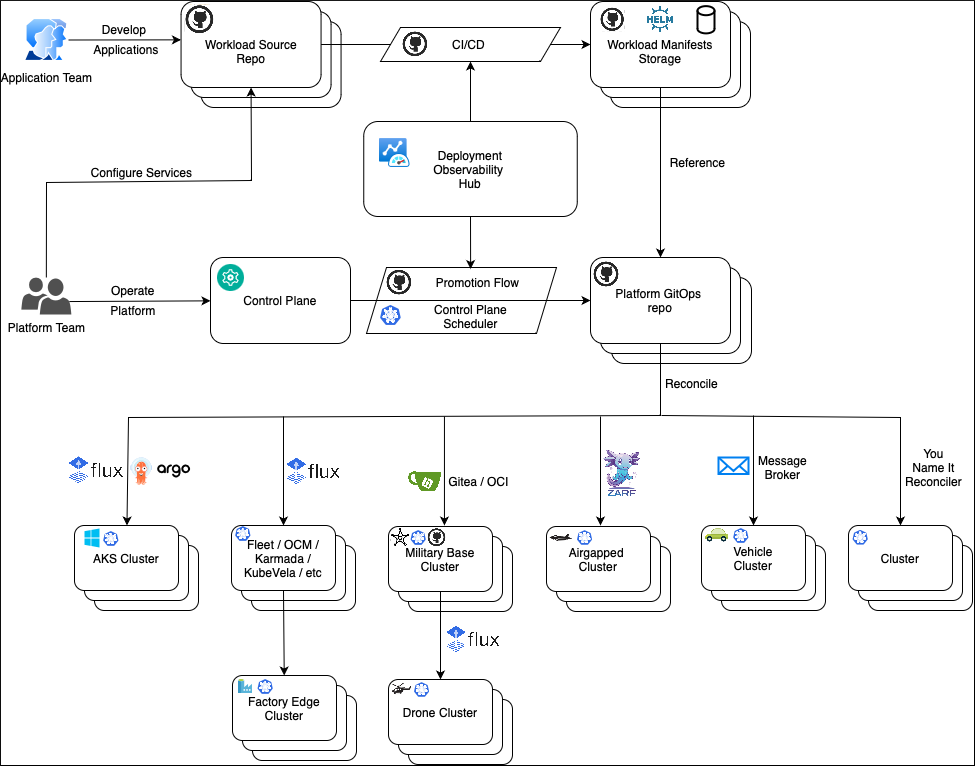 Develop
Applications
Application Team
Workload Source
Repo
CI/CD
HELM
Workload Manifests
Storage
Deployment
Observability
Hub
Reference
Configure Services
Platform Team
Operate
Platform
Control Plane
Promotion Flow
Control Plane
Scheduler
Platform GitOps
repo
Reconcile
flux
argo
flux
Gitea / OCI
ZARF
Message
Broker
You
Name It
Reconciler
AKS Cluster
Fleet / OCM /
Karmada /
KubeVela / etc
Military Base
Cluster
Airgapped
Cluster
Vehicle
Cluster
Cluster
flux
Factory Edge
Cluster
Drone Cluster